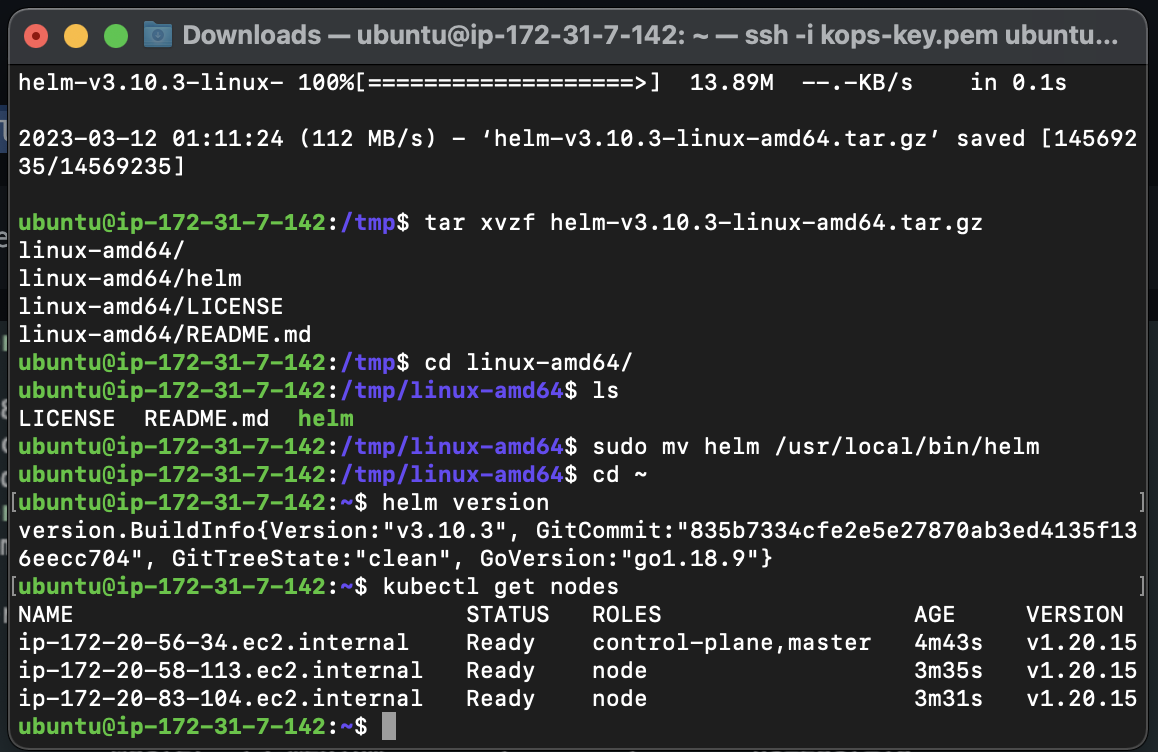 Downloads — ubuntu@ip-172-31-7-142: ~ — ssh -i kops-key.pem ubuntu...
helm-v3.10.3-linux- 100%[===================>]  13.89M  --.-KB/s    in 0.1s
2023-03-12 01:11:24 (112 MB/s) - ‘helm-v3.10.3-linux-amd64.tar.gz’ saved [145692
35/14569235]
ubuntu@ip-172-31-7-142:/tmp$ tar xvzf helm-v3.10.3-linux-amd64.tar.gz
linux-amd64/
linux-amd64/helm
linux-amd64/LICENSE
linux-amd64/README.md
ubuntu@ip-172-31-7-142:/tmp$ cd linux-amd64/
ubuntu@ip-172-31-7-142:/tmp/linux-amd64$ ls
LICENSE  README.md  helm
ubuntu@ip-172-31-7-142:/tmp/linux-amd64$ sudo mv helm /usr/local/bin/helm
ubuntu@ip-172-31-7-142:/tmp/linux-amd64$ cd ~
[ubuntu@ip-172-31-7-142:~$ helm version ]
version.BuildInfo{Version:"v3.10.3", GitCommit:"835b7334cfe2e5e27870ab3ed4135f13
6eecc704", GitTreeState:"clean", GoVersion:"go1.18.9"}
[ubuntu@ip-172-31-7-142:~$ kubectl get nodes ]
NAME                            STATUS   ROLES                  AGE     VERSION
ip-172-20-56-34.ec2.internal    Ready    control-plane,master   4m43s   v1.20.15
ip-172-20-58-113.ec2.internal   Ready    node                   3m35s   v1.20.15
ip-172-20-83-104.ec2.internal   Ready    node                   3m31s   v1.20.15
ubuntu@ip-172-31-7-142:~$